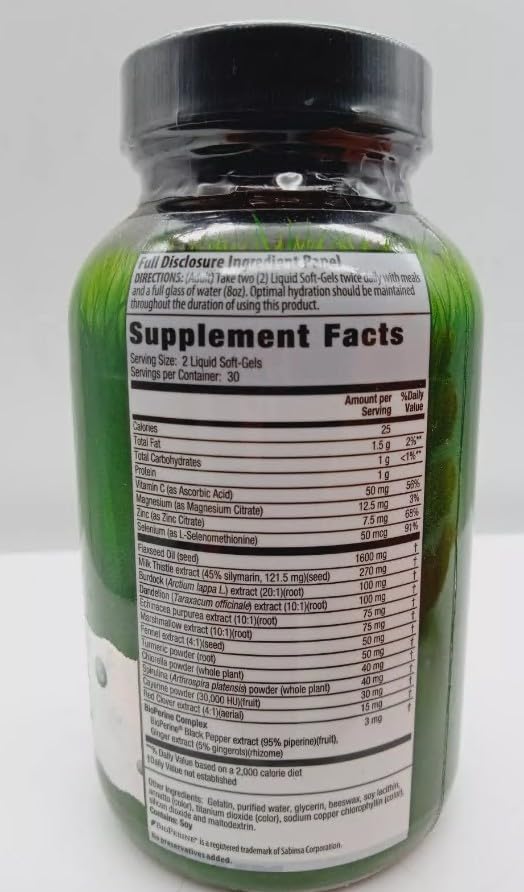 Full Disclosure Ingredient Panel
DIRECTIONS: (Adult) Take two (2) Liquid Soft-Gels twice daily with meals
and a full glass of water (8oz). Optimal hydration should be maintained
throughout the duration of using this product.
Supplement Facts
Serving Size: 2 Liquid Soft-Gels
Servings per Container: 30
Amount per Serving %Daily Value
Calories 25
Total Fat 1.5 g 2%**
Total Carbohydrates 1 g <1%**
Protein 1 g
Vitamin C (as Ascorbic Acid) 50 mg 56%
Magnesium (as Magnesium Citrate) 12.5 mg 3%
Zinc (as Zinc Citrate) 7.5 mg 68%
Selenium (as L-Selenomethionine) 50 mcg 91%
Flaxseed Oil (seed) 1600 mg †
Milk Thistle extract (45% silymarin, 121.5 mg)(seed) 270 mg †
Burdock (Arctium lappa L.) extract (20:1)(root) 100 mg †
Dandelion (Taraxacum officinale) extract (10:1)(root) 100 mg †
Echinacea purpurea extract (10:1)(root) 75 mg †
Marshmallow extract (10:1)(root) 75 mg †
Fennel extract (4:1)(seed) 50 mg †
Turmeric powder (root) 50 mg †
Chlorella powder (whole plant) 40 mg †
Spirulina (Arthrospira platensis) powder (whole plant) 40 mg †
Cayenne powder (30,000 HU)(fruit) 30 mg †
Red Clover extract (4:1)(aerial) 15 mg †
BioPerine Complex 3 mg †
BioPerine® Black Pepper extract (95% piperine)(fruit),
Ginger extract (5% gingerols)(rhizome)
**% Daily Value based on a 2,000 calorie diet
†Daily Value not established
Other Ingredients: Gelatin, purified water, glycerin, beeswax, soy lecithin,
annatto (color), titanium dioxide (color), sodium copper chlorophyllin (color),
silicon dioxide and maltodextrin.
Contains: Soy
BioPerine® is a registered trademark of Sabinsa Corporation.
No preservatives added.